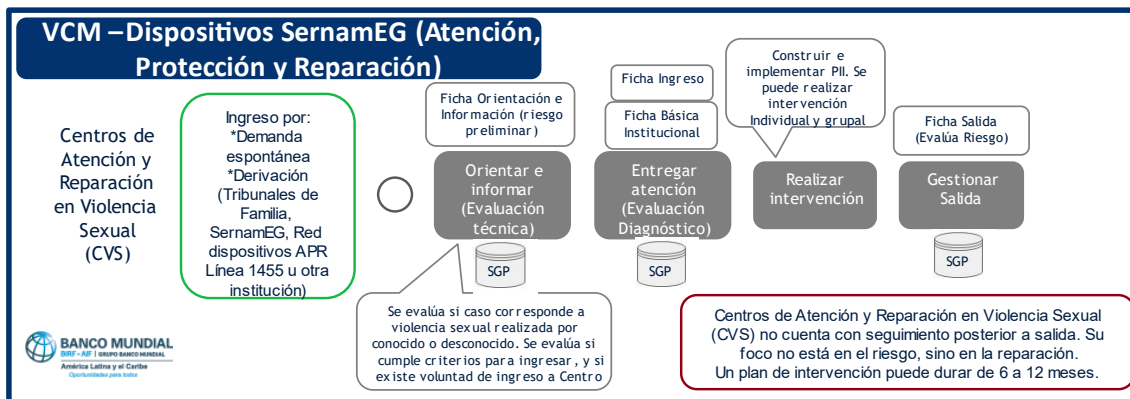 VCM –Dispositivos SernamEG (Atención,
Protección y Reparación)
Centros de
Atención y
Reparación
en Violencia
Sexual
(CVS)
Ingreso por:
*Demanda
espontánea
*Derivación
(Tribunales de
Familia,
SernamEG, Red
dispositivos APR
Línea 1455 u otra
institución)
Ficha Orientación e
Información (riesgo
preliminar)
Orientar e
informar
(Evaluación
técnica)
SGP
Se evalúa si caso corresponde a
violencia sexual realizada por
conocido o desconocido. Se evalúa si
cumple criterios para ingresar, y si
existe voluntad de ingreso a Centro
Ficha Ingreso
Ficha Básica
Institucional
Entregar
atención
(Evaluación
Diagnóstico)
SGP
Construir e
implementar PII. Se
puede realizar
intervención
Individual y grupal
Realizar
intervención
Ficha Salida
(Evalúa Riesgo)
Gestionar
Salida
SGP
Centros de Atención y Reparación en Violencia Sexual
(CVS) no cuenta con seguimiento posterior a salida. Su
foco no está en el riesgo, sino en la reparación.
Un plan de intervención puede durar de 6 a 12 meses.
BANCO MUNDIAL
BIRF • AIF | GRUPO BANCO MUNDIAL
América Latina y el Caribe
Oportunidades para todos